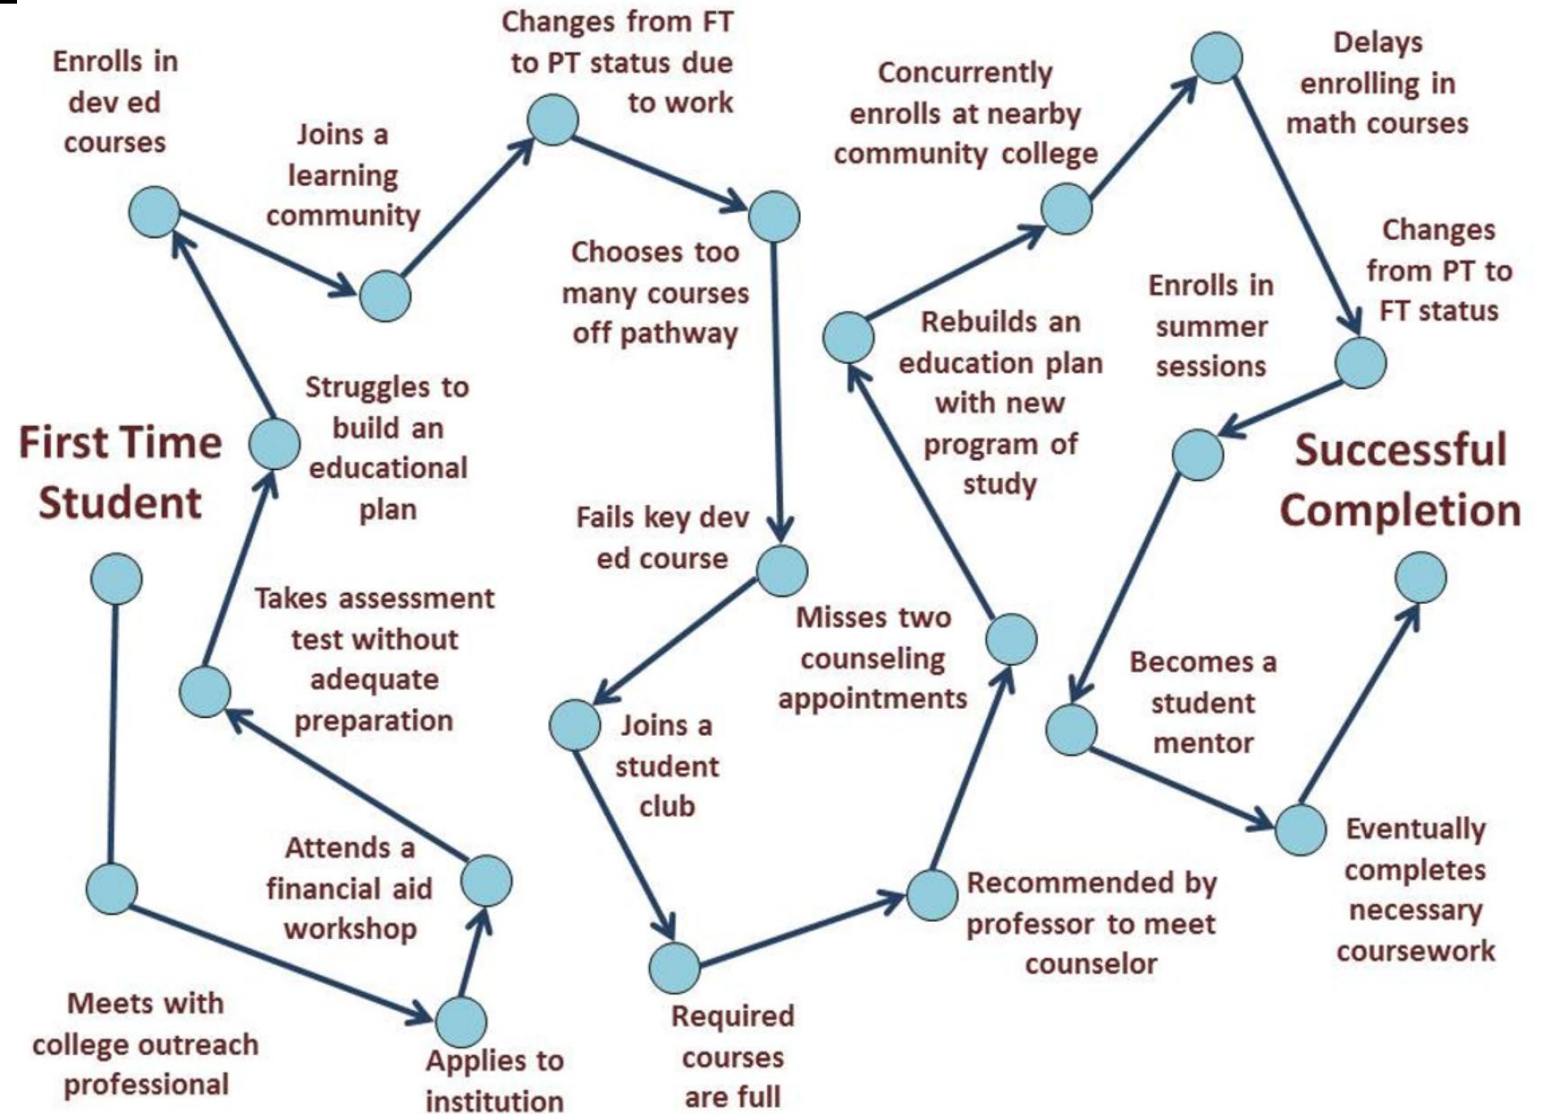 First Time
Student
Meets with
college outreach
professional
Applies to
institution
Attends a
financial aid
workshop
Takes assessment
test without
adequate
preparation
Struggles to
build an
educational
plan
Enrolls in
dev ed
courses
Joins a
learning
community
Changes from FT
to PT status due
to work
Chooses too
many courses
off pathway
Fails key dev
ed course
Joins a
student
club
Required
courses
are full
Recommended by
professor to meet
counselor
Misses two
counseling
appointments
Rebuilds an
education plan
with new
program of
study
Concurrently
enrolls at nearby
community college
Delays
enrolling in
math courses
Changes
from PT to
FT status
Enrolls in
summer
sessions
Becomes a
student
mentor
Eventually
completes
necessary
coursework
Successful
Completion